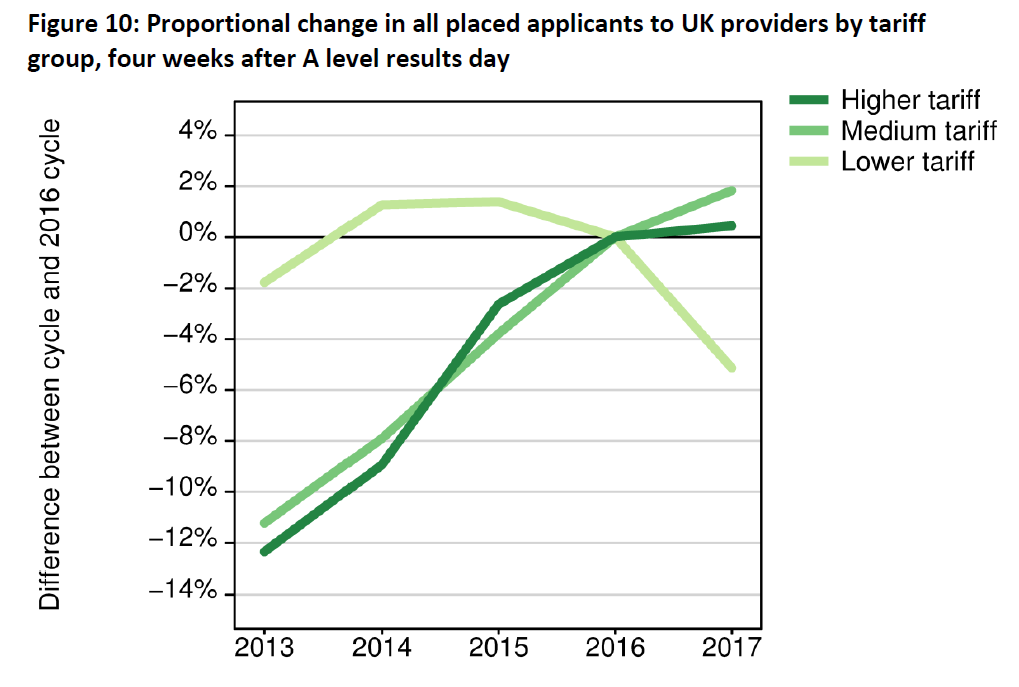 Figure 10: Proportional change in all placed applicants to UK providers by tariff
group, four weeks after A level results day
Higher tariff
Medium tariff
Lower tariff
Difference between cycle and 2016 cycle
4%
2%
0%
−2%
−4%
−6%
−8%
−10%
−12%
−14%
2013 2014 2015 2016 2017